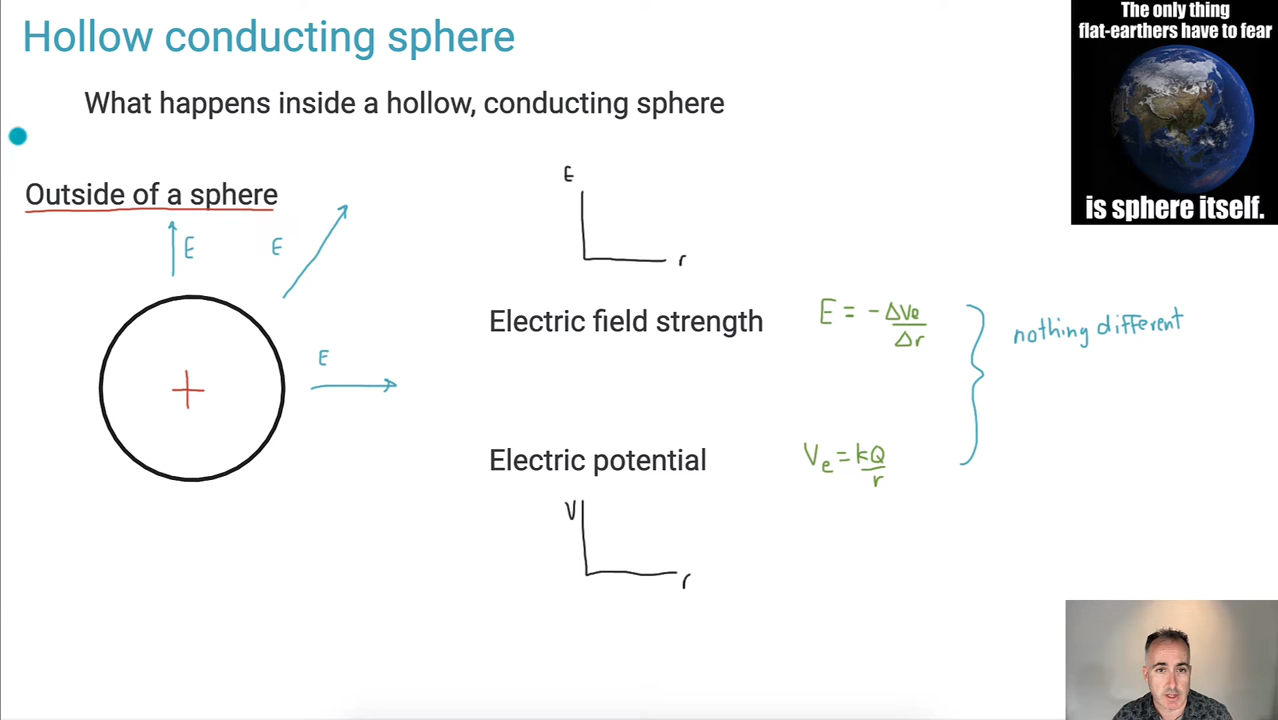 Hollow conducting sphere
The only thing
flat-earthers have to fear
is sphere itself.
What happens inside a hollow, conducting sphere
Outside of a sphere
E
E
E
+
E
r
Electric field strength
E = - ΔVe / Δr
nothing different
Electric potential
Ve = kQ / r
V
r